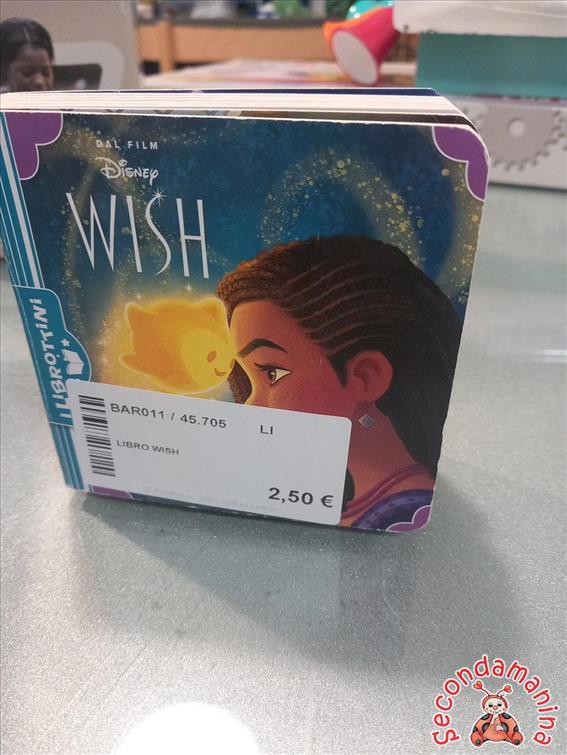 DAL FILM
Disney
WISH
I LIBROTTINI
BAR011 / 45.705 LI
LIBRO WISH
2,50 €
Secondamanina